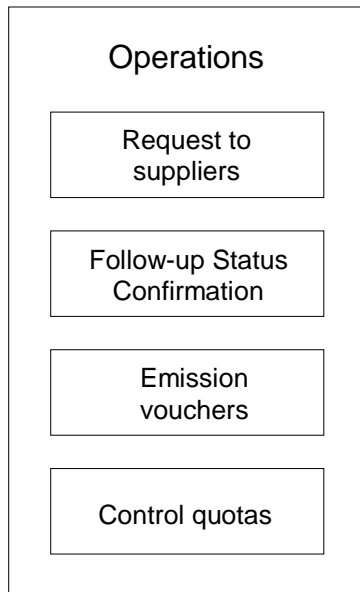 Operations
Request to
suppliers
Follow-up Status
Confirmation
Emission
vouchers
Control quotas